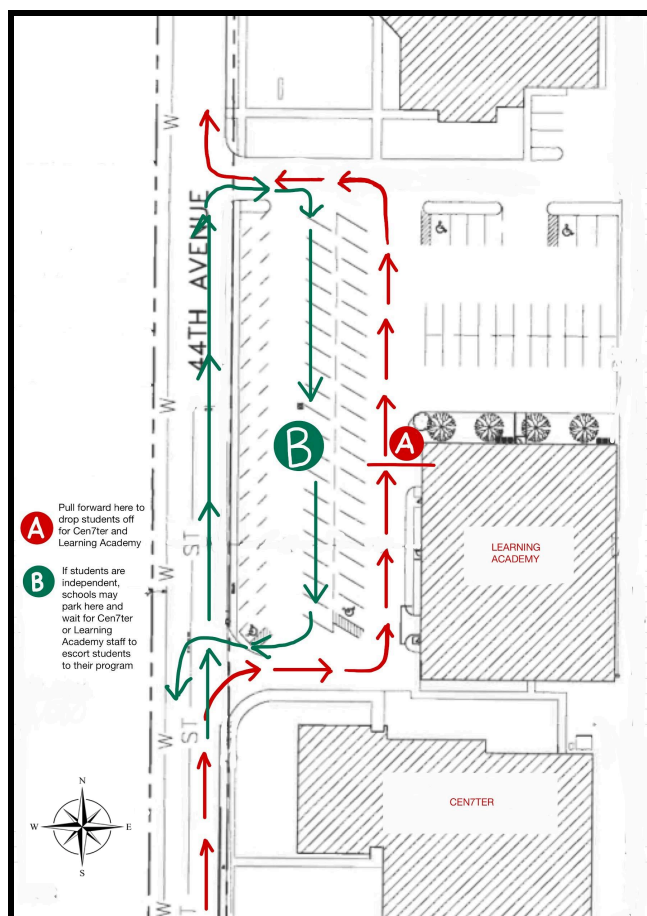 W
44TH AVENUE
W
B
A
A
Pull forward here to
drop students off
for Cen7ter and
Learning Academy
ST
LEARNING
ACADEMY
B
If students are
independent,
schools may
park here and
wait for Cen7ter
or Learning
Academy staff to
escort students
to their program
W
ST
W
CEN7TER
N
W
E
S
W
T